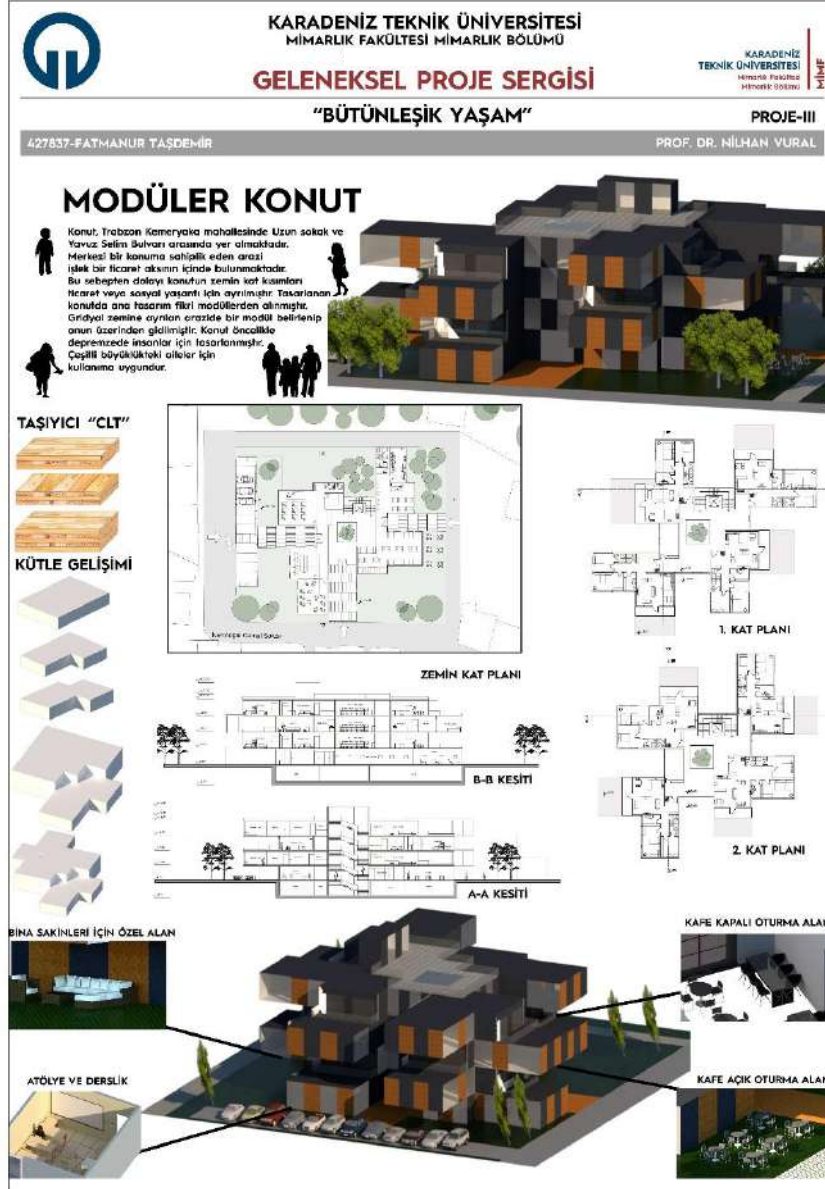 KARADENİZ TEKNİK ÜNİVERSİTESİ
MİMARLIK FAKÜLTESİ MİMARLIK BÖLÜMÜ
GELENEKSEL PROJE SERGİSİ
KARADENİZ
TEKNİK ÜNİVERSİTESİ
Mimarlık Fakültesi
Mimarlık Bölümü
MİMF
"BÜTÜNLEŞİK YAŞAM"
PROJE-III
427837-FATMANUR TAŞDEMİR
PROF. DR. NİLHAN VURAL
MODÜLER KONUT
Konut, Trabzon Kemeryaka mahallesinde Uzun sokak ve
Yavuz Selim Bulvarı arasında yer almaktadır.
Merkezi bir konuma sahiplik eden arazi
işlek bir ticaret aksının içinde bulunmaktadır.
Bu sebepten dolayı konutun zemin kat kısımları
ticaret veya sosyal yaşantı için ayrılmıştır. Tasarlanan
konutda ana tasarım fikri modüllerden alınmıştır.
Gridyal zemine ayrılan arazide bir modül belirlenip
onun üzerinden gidilmiştir. Konut öncelikle
depremzede insanlar için tasarlanmıştır.
Çeşitli büyüklükteki aileler için
kullanıma uygundur.
TAŞIYICI "CLT"
KÜTLE GELİŞİMİ
1. KAT PLANI
ZEMİN KAT PLANI
B-B KESİTİ
2. KAT PLANI
A-A KESİTİ
BİNA SAKİNLERİ İÇİN ÖZEL ALAN
KAFE KAPALI OTURMA ALAN
ATÖLYE VE DERSLİK
KAFE AÇIK OTURMA ALAN